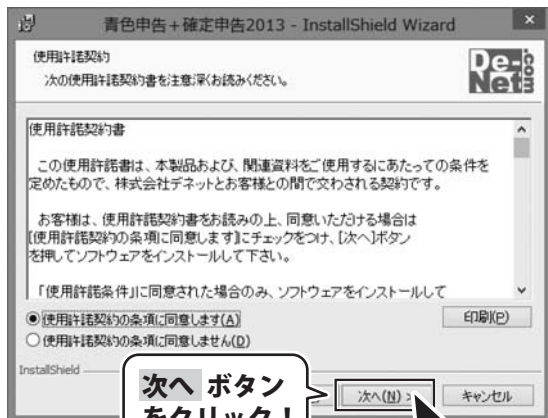 青色申告＋確定申告2013 - InstallShield Wizard
使用許諾契約
次の使用許諾契約書を注意深くお読みください。
De-Net.com
使用許諾契約書
この使用許諾書は、本製品および、関連資料をご使用するにあたっての条件を
定めたもので、株式会社デネットとお客様との間で交わされる契約です。
お客様は、使用許諾契約書をお読みの上、同意いただける場合は
[使用許諾契約の条項に同意します]にチェックをつけ、[次へ]ボタン
を押してソフトウェアをインストールして下さい。
「使用許諾条件」に同意された場合のみ、ソフトウェアをインストールして
使用許諾契約の条項に同意します(A)
印刷(P)
使用許諾契約の条項に同意しません(D)
InstallShield
次へ(N) >
キャンセル
次へ ボタン
をクリック！